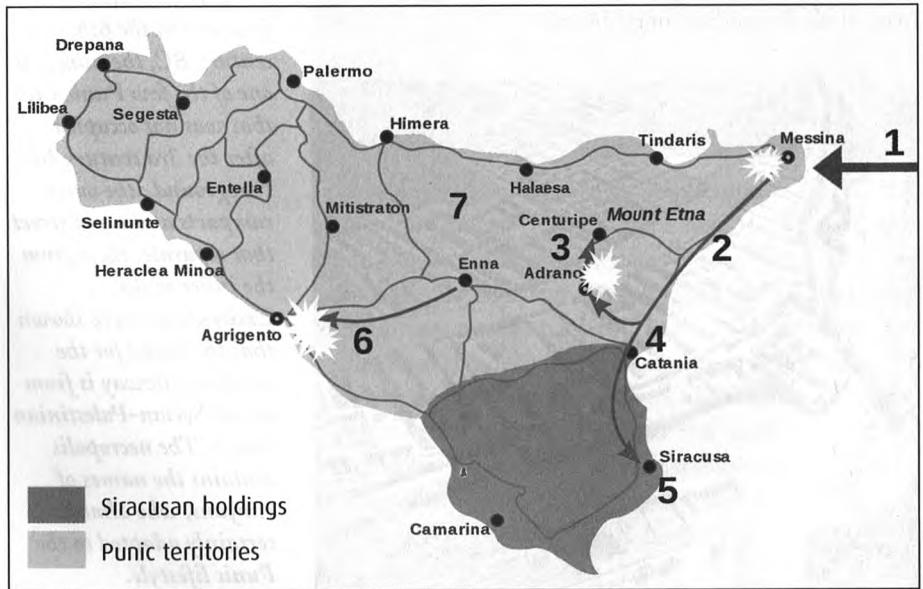 Drepana
Palermo
Lilibea
Segesta
Himera
Tindaris
Messina
1
Halaesa
Entella
Mitistraton
7
Centuripe
Mount Etna
2
Selinunte
3
Adrano
Heraclea Minoa
Enna
Agrigento
6
4
Catania
Siracusa
5
Camarina
Siracusan holdings
Punic territories